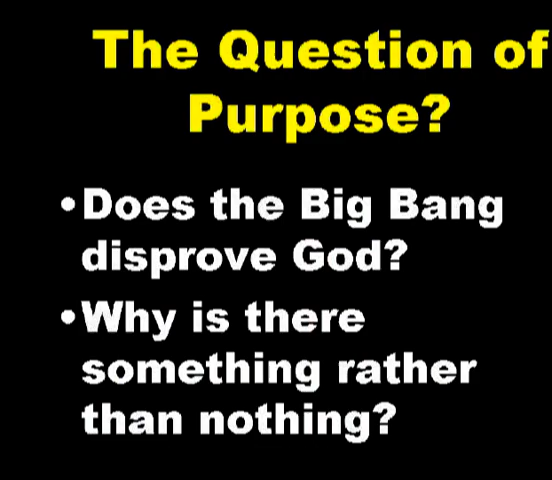 The Question of
Purpose?
•Does the Big Bang
disprove God?
•Why is there
something rather
than nothing?